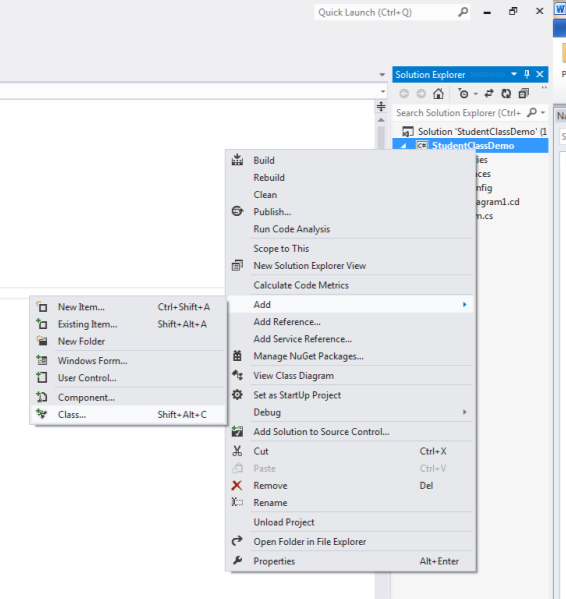 Quick Launch (Ctrl+Q)
Solution Explorer
Search Solution Explorer (Ctrl+
Solution 'StudentClassDemo' (1
StudentClassDemo
ies
nces
nfig
agram1.cd
m.cs
Build
Rebuild
Clean
Publish...
Run Code Analysis
Scope to This
New Solution Explorer View
Calculate Code Metrics
Add
Add Reference...
Add Service Reference...
Manage NuGet Packages...
View Class Diagram
Set as StartUp Project
Debug
Add Solution to Source Control...
Cut Ctrl+X
Paste Ctrl+V
Remove Del
Rename
Unload Project
Open Folder in File Explorer
Properties Alt+Enter
New Item... Ctrl+Shift+A
Existing Item... Shift+Alt+A
New Folder
Windows Form...
User Control...
Component...
Class... Shift+Alt+C